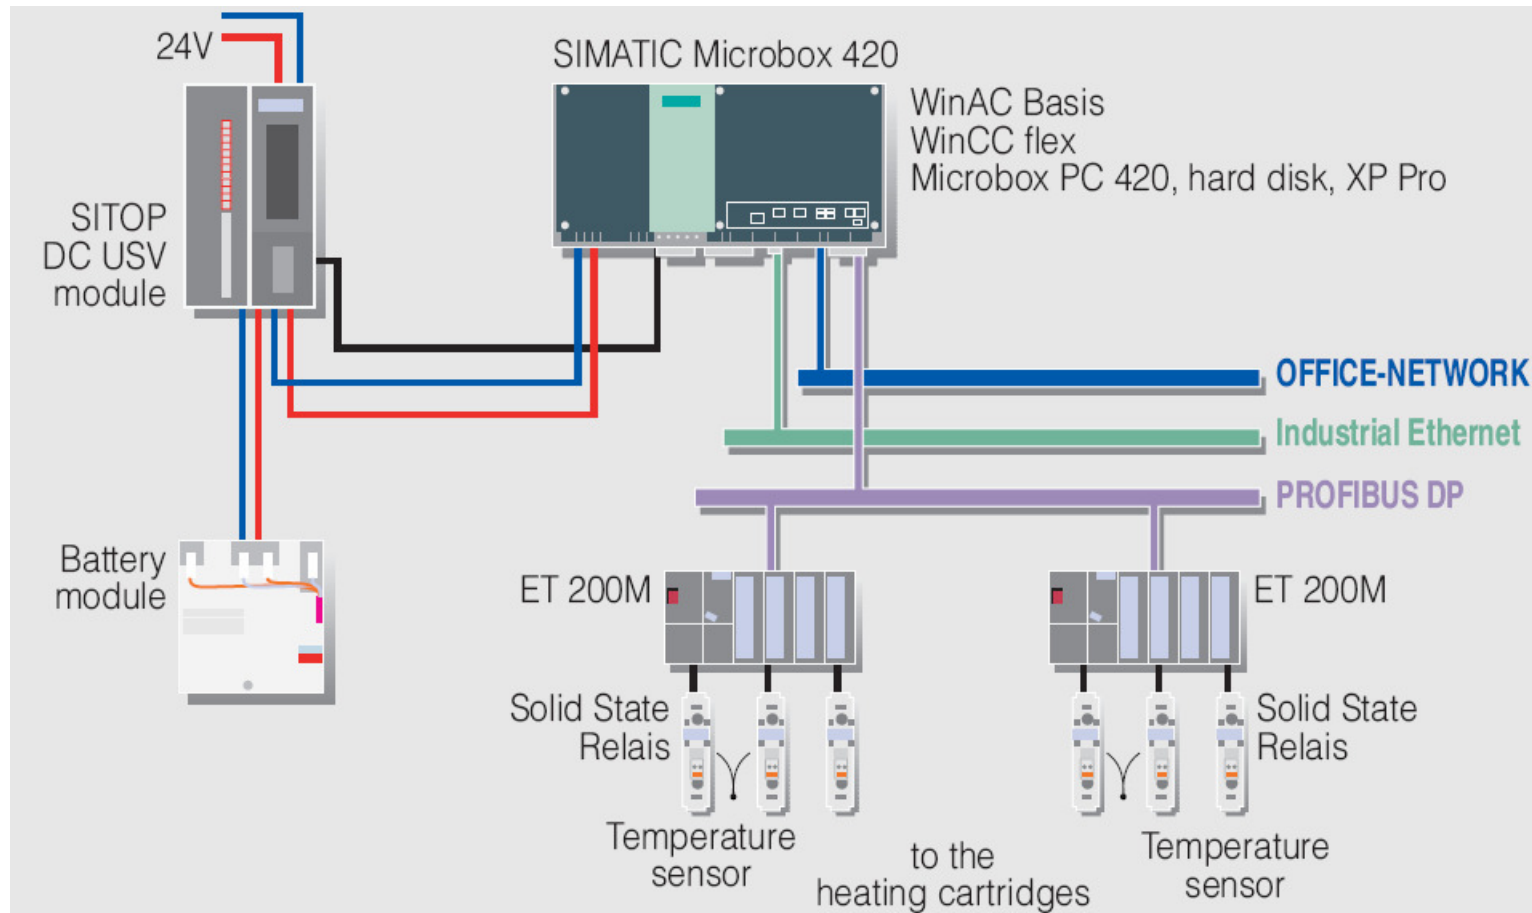 24V
SIMATIC Microbox 420
WinAC Basis
WinCC flex
Microbox PC 420, hard disk, XP Pro
SITOP
DC USV
module
OFFICE-NETWORK
Industrial Ethernet
PROFIBUS DP
Battery
module
ET 200M
ET 200M
Solid State
Relais
Solid State
Relais
Temperature
sensor
to the
heating cartridges
Temperature
sensor